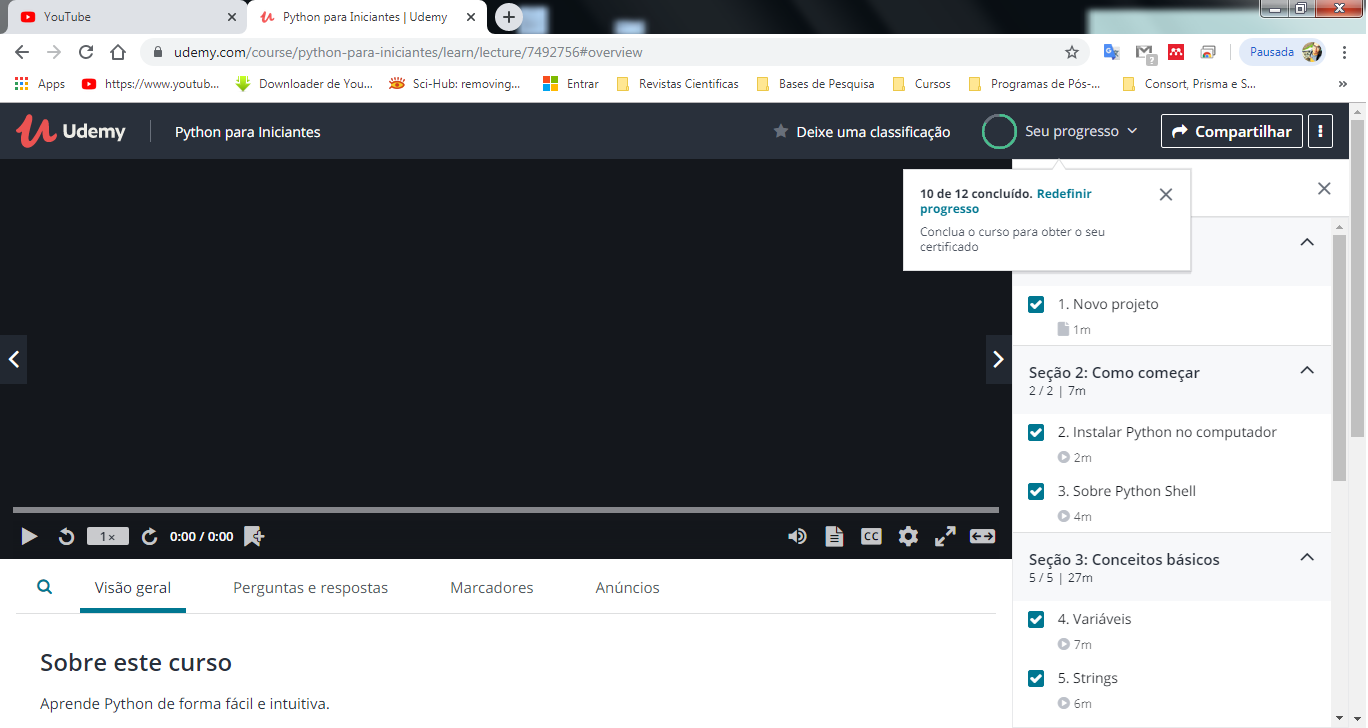 YouTube
Python para Iniciantes | Udemy
udemy.com/course/python-para-iniciantes/learn/lecture/7492756#overview
Pausada
Apps
https://www.youtub...
Downloader de You...
Sci-Hub: removing...
Entrar
Revistas Cientificas
Bases de Pesquisa
Cursos
Programas de Pós-...
Consort, Prisma e S...
»
Udemy
Python para Iniciantes
Deixe uma classificação
Seu progresso
Compartilhar
10 de 12 concluído. Redefinir
progresso
Conclua o curso para obter o seu
certificado
1. Novo projeto
1m
Seção 2: Como começar
2 / 2 | 7m
2. Instalar Python no computador
2m
3. Sobre Python Shell
4m
Seção 3: Conceitos básicos
5 / 5 | 27m
4. Variáveis
7m
5. Strings
6m
1×
0:00 / 0:00
CC
Visão geral
Perguntas e respostas
Marcadores
Anúncios
Sobre este curso
Aprende Python de forma fácil e intuitiva.